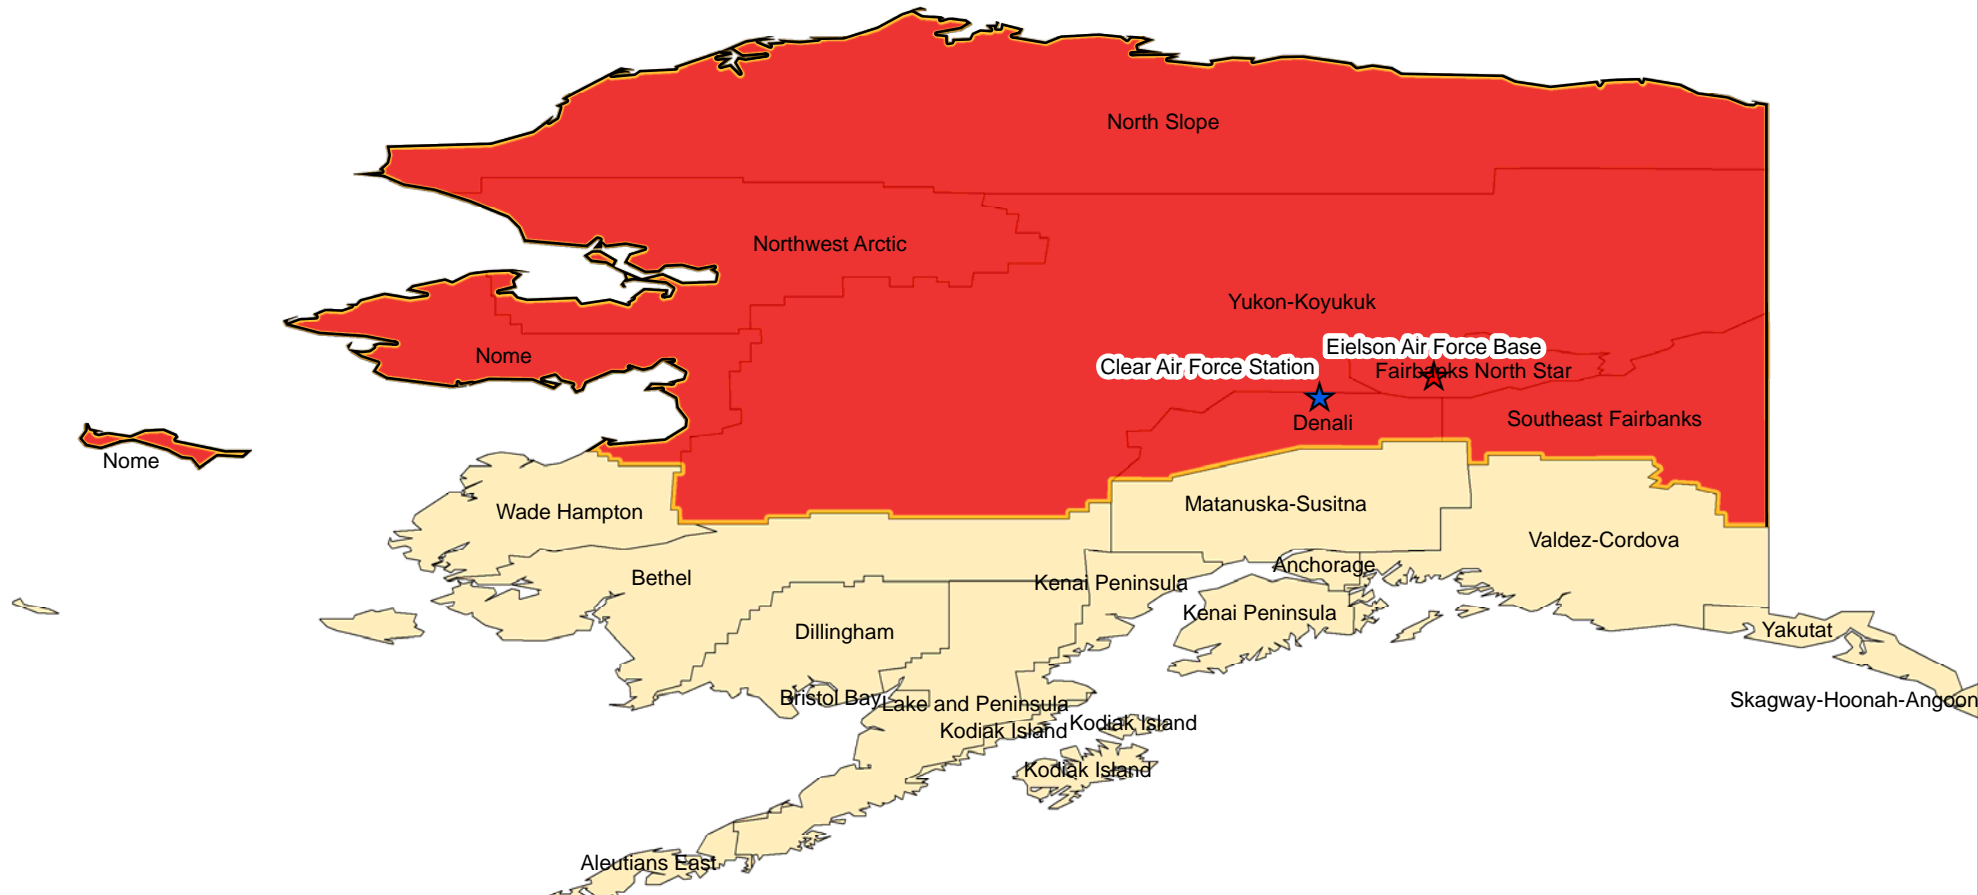 North Slope
Northwest Arctic
Yukon-Koyukuk
Eielson Air Force Base
Nome
Clear Air Force Station
Fairbanks North Star
Denali
Southeast Fairbanks
Nome
Matanuska-Susitna
Wade Hampton
Valdez-Cordova
Anchorage
Bethel
Kenai Peninsula
Kenai Peninsula
Dillingham
Yakutat
Bristol Bay
Lake and Peninsula
Skagway-Hoonah-Angoon
Kodiak Island
Kodiak Island
Kodiak Island
Aleutians East